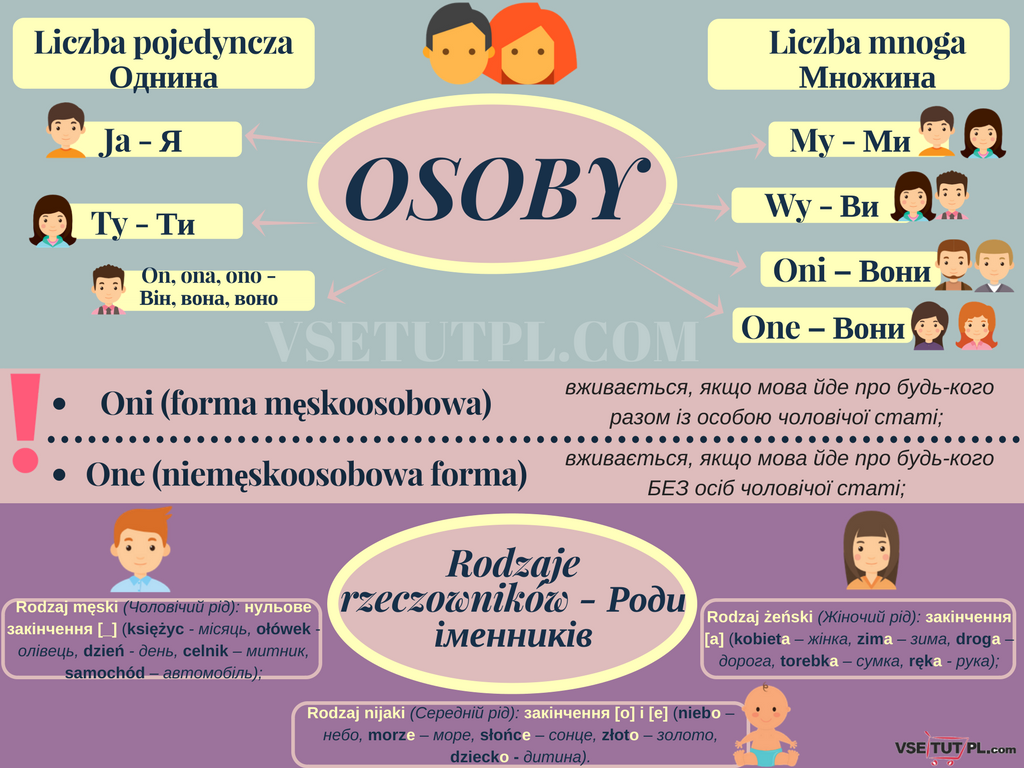 Liczba pojedyncza
Однина
Liczba mnoga
Множина
OSOBY
Ja - Я
Ty - Ти
On, ona, ono -
Він, вона, воно
My - Ми
Wy - Ви
Oni – Вони
One – Вони
VSETUTPL.COM
! • Oni (forma męskoosobowa)
вживається, якщо мова йде про будь-кого
разом із особою чоловічої статі;
• One (niemęskoosobowa forma)
вживається, якщо мова йде про будь-кого
БЕЗ осіб чоловічої статі;
Rodzaje
rzeczowników - Роди
іменників
Rodzaj męski (Чоловічий рід): нульове
закінчення [_] (księżyc - місяць, ołówek -
олівець, dzień - день, celnik – митник,
samochód – автомобіль);
Rodzaj żeński (Жіночий рід): закінчення
[a] (kobieta – жінка, zima – зима, droga –
дорога, torebka – сумка, ręka - рука);
Rodzaj nijaki (Середній рід): закінчення [o] і [e] (niebo –
небо, morze – море, słońce – сонце, złoto – золото,
dziecko - дитина).
VSETUTPL.com